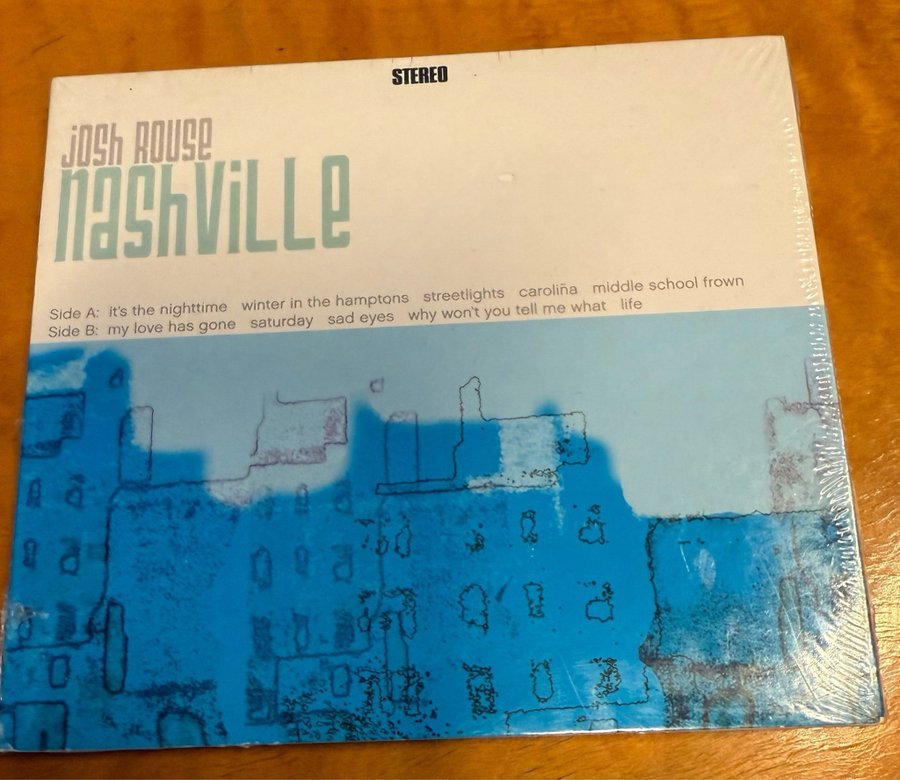 STEREO
josh ROUSe
nashville
Side A: it's the nighttime winter in the hamptons streetlights caroliña middle school frown
Side B: my love has gone saturday sad eyes why won't you tell me what life